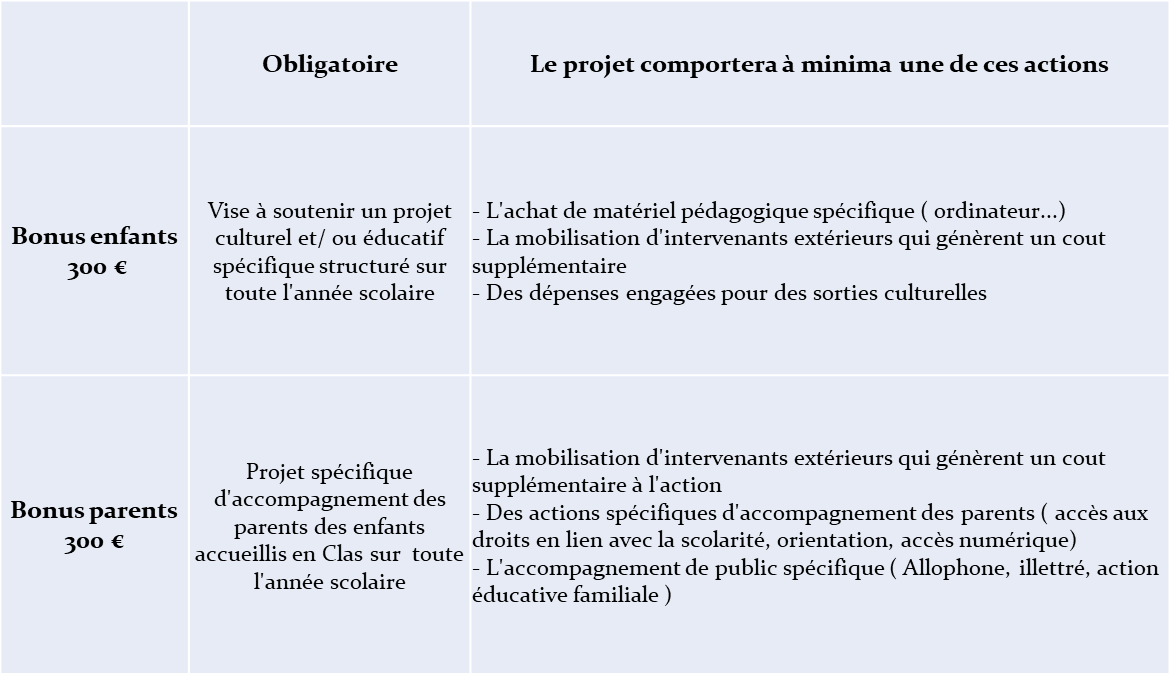 Obligatoire
Le projet comportera à minima une de ces actions
Bonus enfants
300 €
Vise à soutenir un projet
culturel et/ ou éducatif
spécifique structuré sur
toute l'année scolaire
- L'achat de matériel pédagogique spécifique ( ordinateur...)
- La mobilisation d'intervenants extérieurs qui génèrent un cout
supplémentaire
- Des dépenses engagées pour des sorties culturelles
Bonus parents
300 €
Projet spécifique
d'accompagnement des
parents des enfants
accueillis en Clas sur toute
l'année scolaire
- La mobilisation d'intervenants extérieurs qui génèrent un cout
supplémentaire à l'action
- Des actions spécifiques d'accompagnement des parents ( accès aux
droits en lien avec la scolarité, orientation, accès numérique)
- L'accompagnement de public spécifique ( Allophone, illettré, action
éducative familiale )